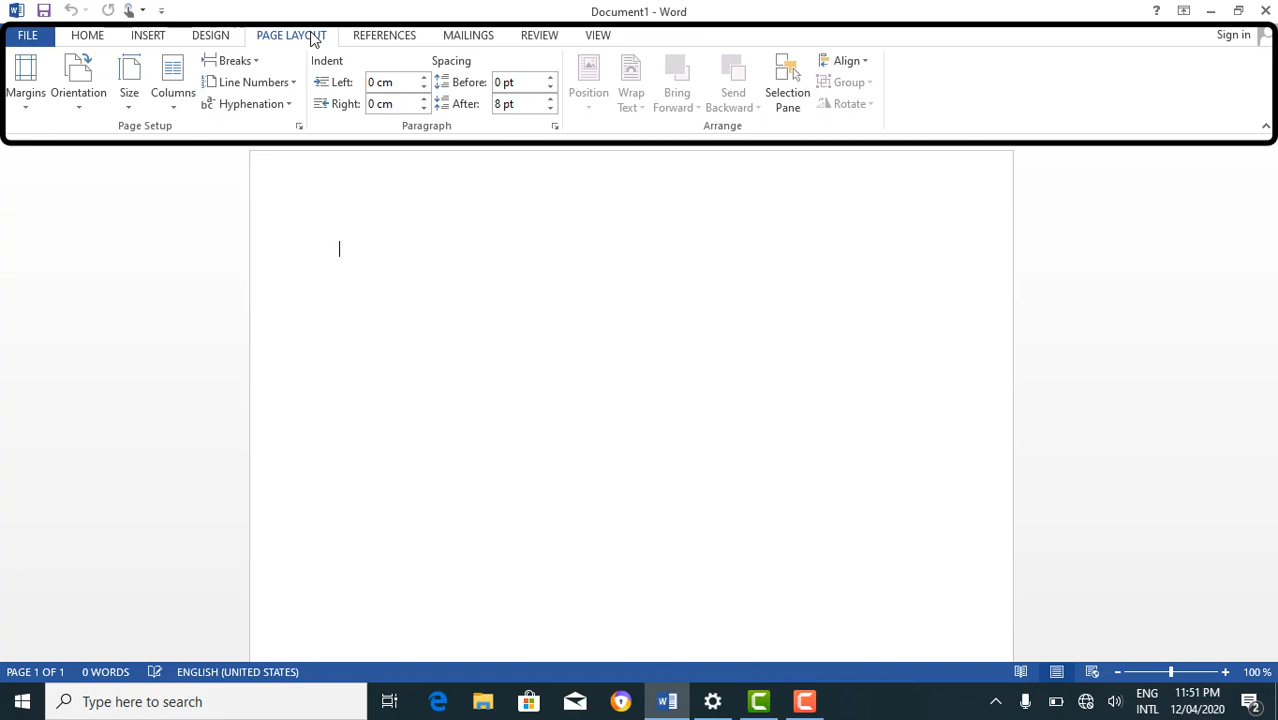 Document1 - Word
?
FILE HOME INSERT DESIGN PAGE LAYOUT REFERENCES MAILINGS REVIEW VIEW Sign in
Margins Orientation Size Columns
Breaks
Line Numbers
Hyphenation
Page Setup
Indent Spacing
Left: 0 cm Before: 0 pt
Right: 0 cm After: 8 pt
Paragraph
Position Wrap Text Bring Forward Send Backward Selection Pane
Align
Group
Rotate
Arrange
PAGE 1 OF 1 0 WORDS ENGLISH (UNITED STATES) 100 %
Type here to search
ENG
INTL
11:51 PM
12/04/2020
2